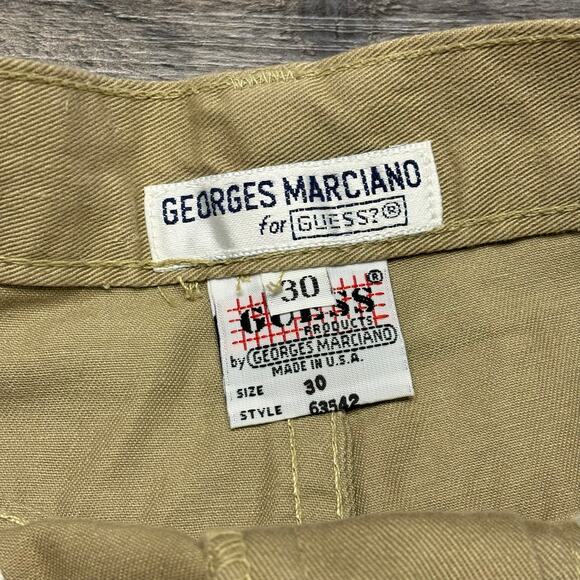 GEORGES MARCIANO
for GUESS?®
30
GUESS®
PRODUCTS
by GEORGES MARCIANO
MADE IN U.S.A.
SIZE 30
STYLE 63542